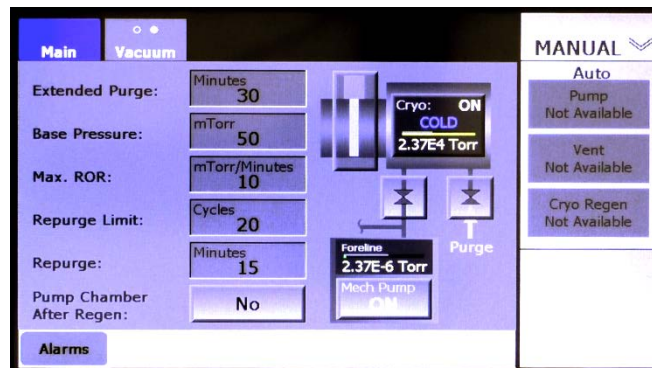 Main
Vacuum
MANUAL
Auto
Pump
Not Available
Vent
Not Available
Cryo Regen
Not Available
Extended Purge:
Minutes
30
Base Pressure:
mTorr
50
Max. ROR:
mTorr/Minutes
10
Repurge Limit:
Cycles
20
Repurge:
Minutes
15
Pump Chamber
After Regen:
No
Cryo: ON
COLD
2.37E4 Torr
Purge
Foreline
2.37E-6 Torr
Mech Pump
ON
Alarms